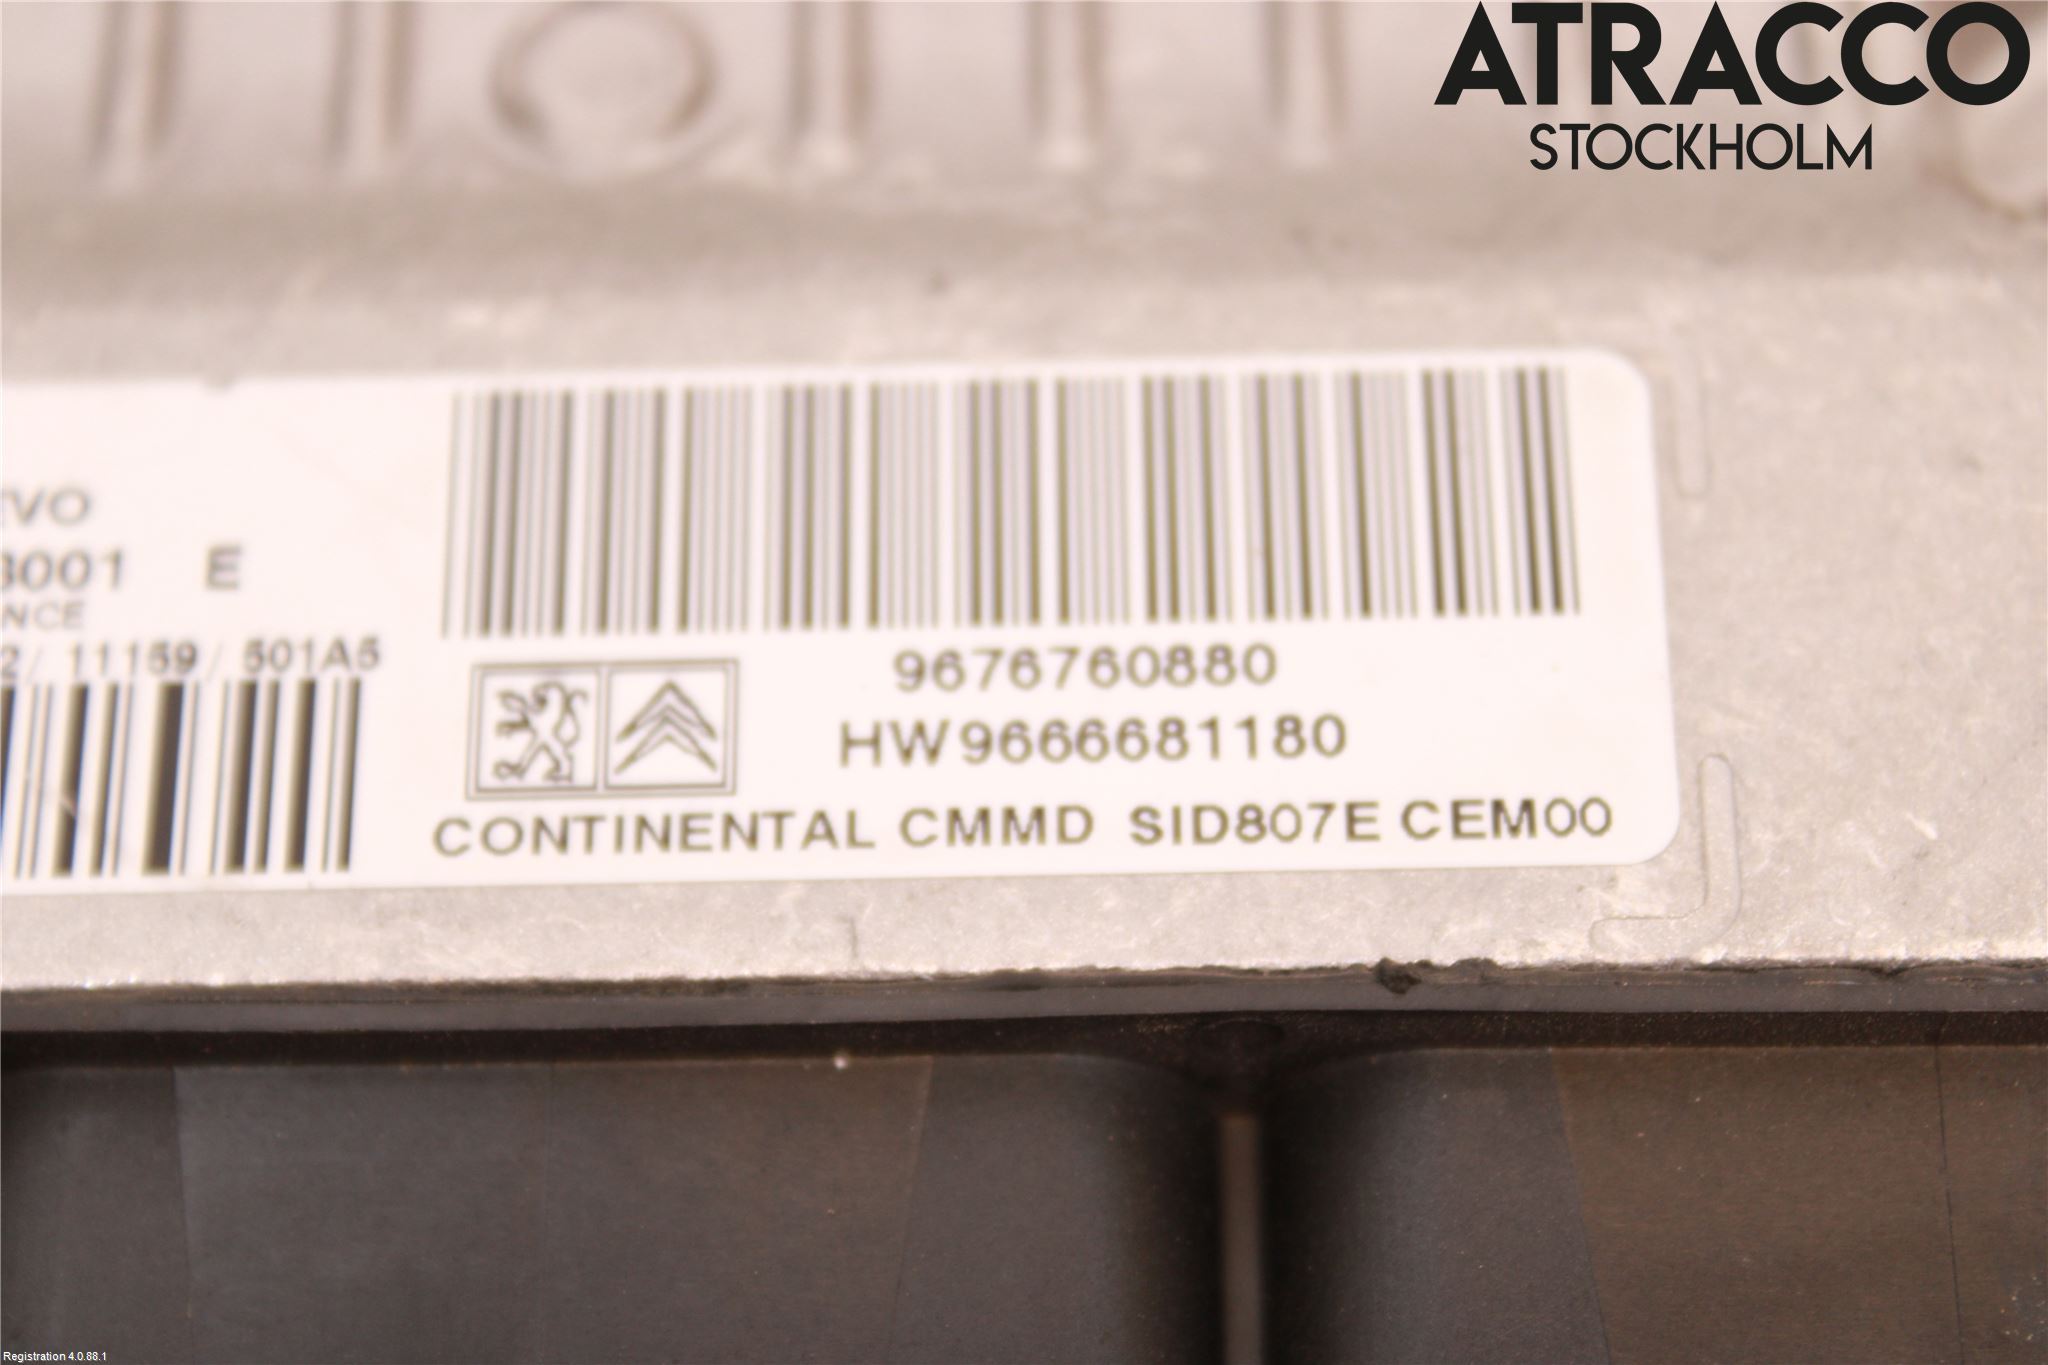 ATRACCO
STOCKHOLM
EVO
3001 E
NCE
2/ 11159/ 501A5
9676760880
HW9666681180
CONTINENTAL CMMD SID807E CEM00
Registration 4.0.88.1